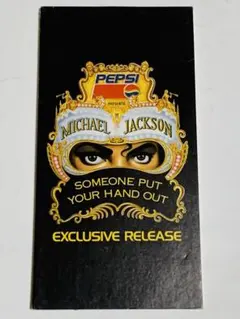 PEPSI
PRESENTS
MICHAEL JACKSON
SOMEONE PUT
YOUR HAND OUT
EXCLUSIVE RELEASE